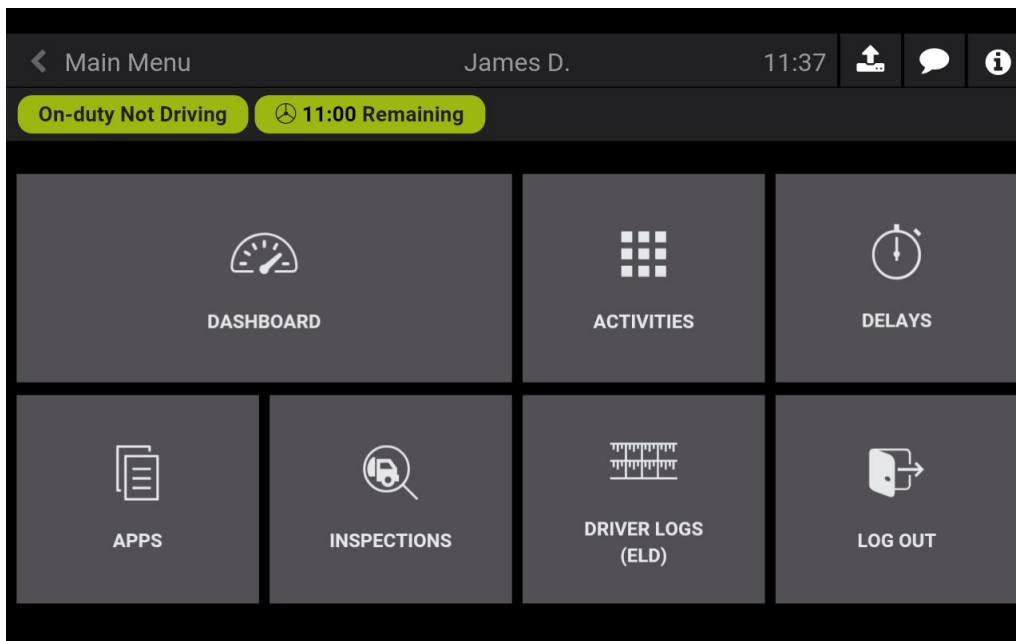 Main Menu
James D.
11:37
On-duty Not Driving
11:00 Remaining
DASHBOARD
ACTIVITIES
DELAYS
APPS
INSPECTIONS
DRIVER LOGS
(ELD)
LOG OUT